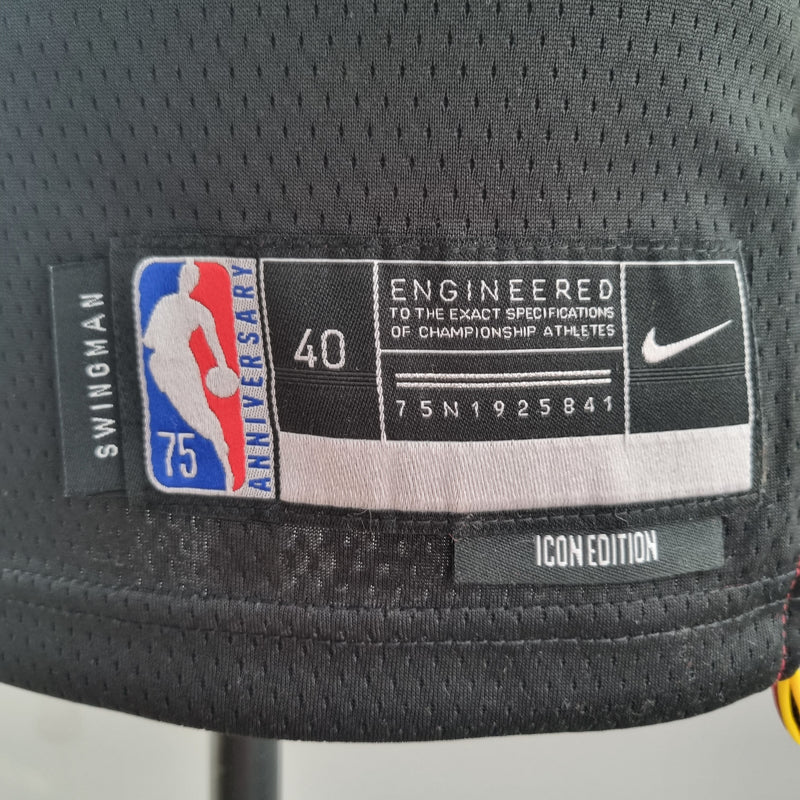 SWINGMAN
75
ANNIVERSARY
40
ENGINEERED
TO THE EXACT SPECIFICATIONS
OF CHAMPIONSHIP ATHLETES
75N1925841
ICON EDITION